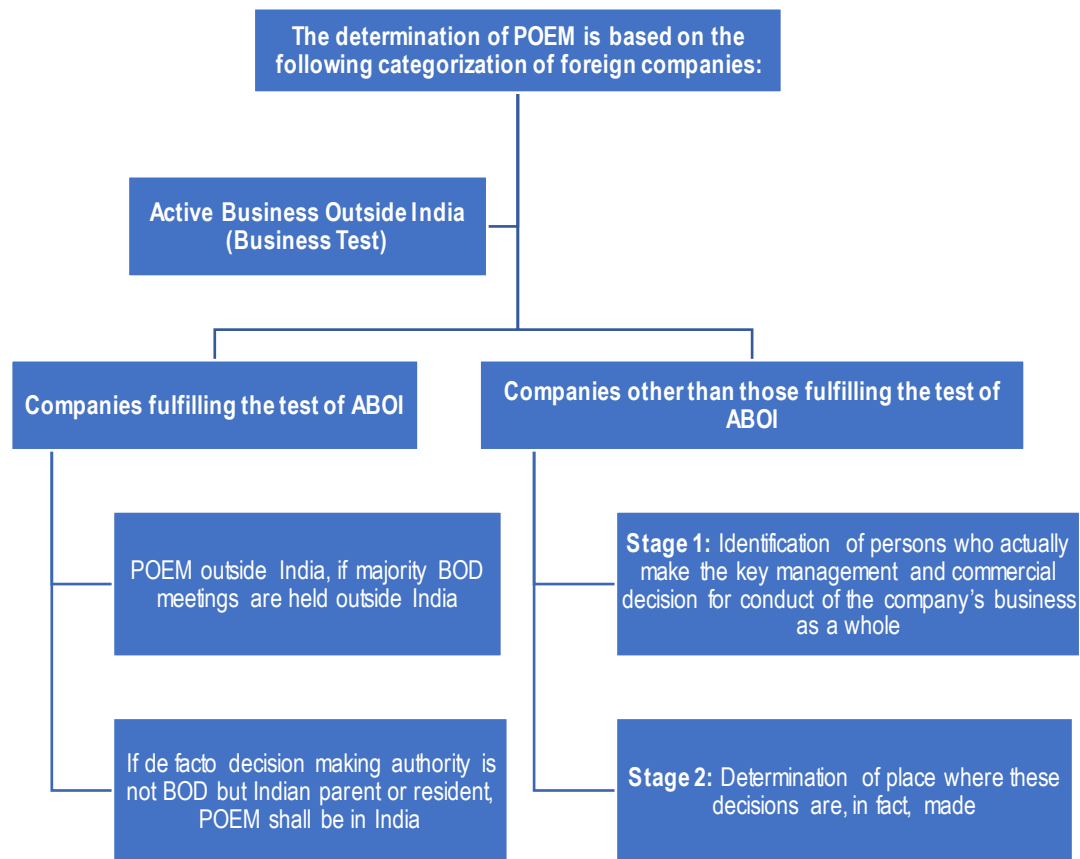 The determination of POEM is based on the
following categorization of foreign companies:
Active Business Outside India
(Business Test)
Companies fulfilling the test of ABOI
Companies other than those fulfilling the test of
ABOI
POEM outside India, if majority BOD
meetings are held outside India
If de facto decision making authority is
not BOD but Indian parent or resident,
POEM shall be in India
Stage 1: Identification of persons who actually
make the key management and commercial
decision for conduct of the company's business
as a whole
Stage 2: Determination of place where these
decisions are, in fact, made